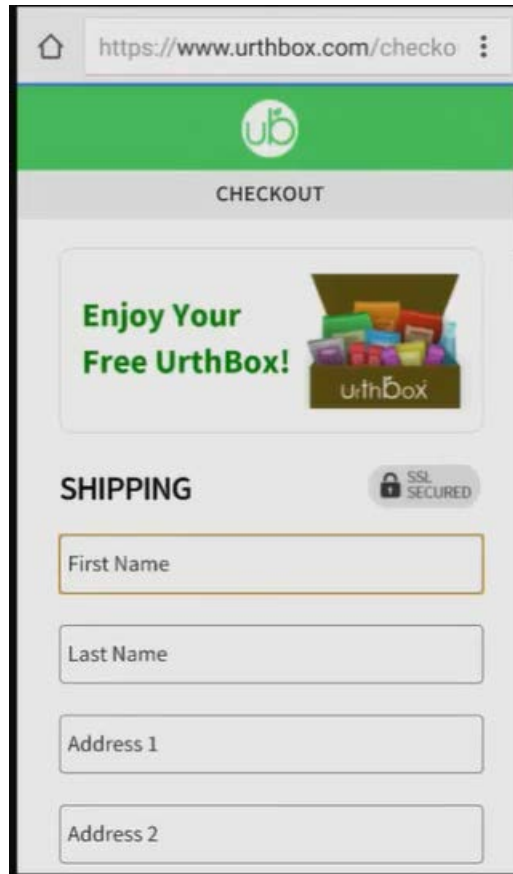 https://www.urthbox.com/checko
ub
CHECKOUT
Enjoy Your
Free UrthBox!
UrthBox
SHIPPING
SSL
SECURED
First Name
Last Name
Address 1
Address 2